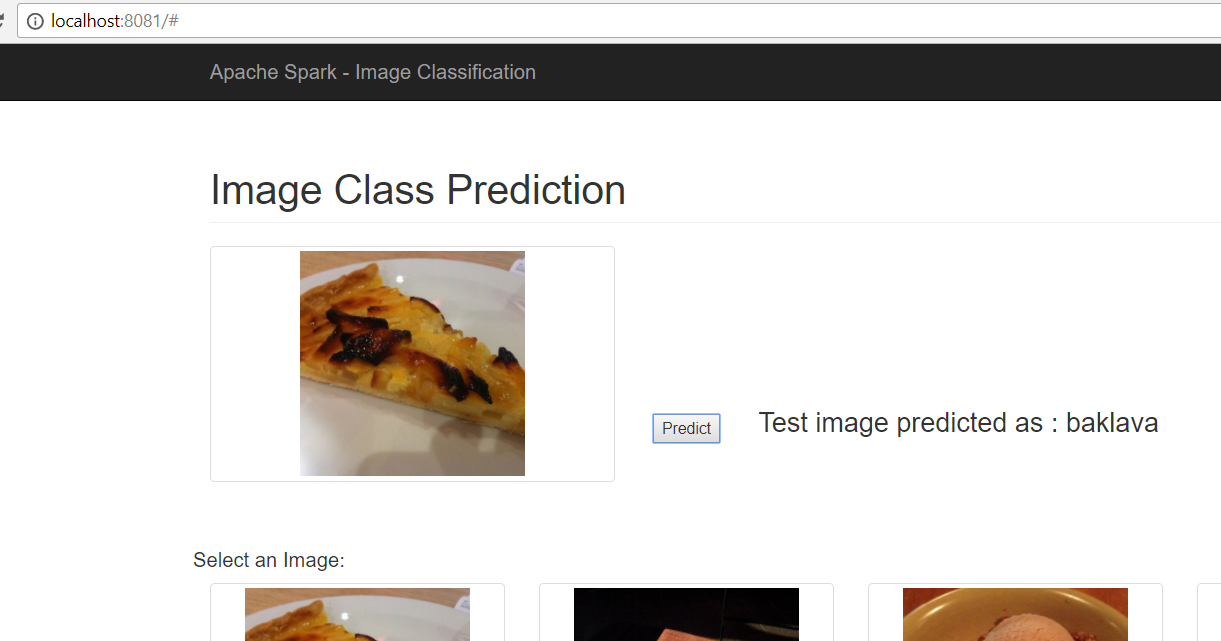 localhost:8081/#
Apache Spark - Image Classification
Image Class Prediction
Predict
Test image predicted as : baklava
Select an Image: